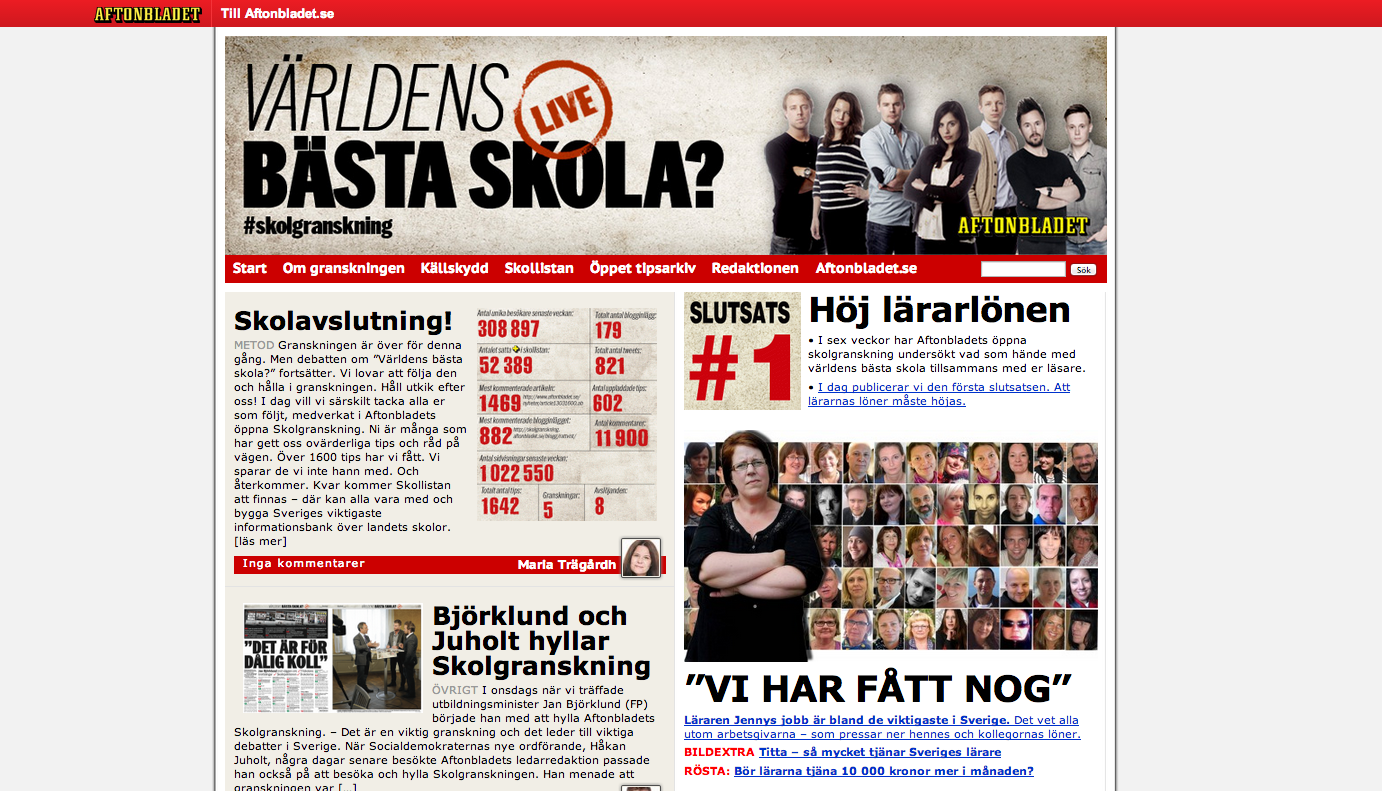 AFTONBLADET
Till Aftonbladet.se
VÄRLDENS
LIVE
BÄSTA SKOLA?
#skolgranskning
AFTONBLADET
Start
Om granskningen
Källskydd
Skollistan
Öppet tipsarkiv
Redaktionen
Aftonbladet.se
Sök
Skolavslutning!
METOD Granskningen är över för denna
gång. Men debatten om ”Världens bästa
skola?” fortsätter. Vi lovar att följa den
och hålla i granskningen. Håll utkik efter
oss! I dag vill vi särskilt tacka alla er
som följt, medverkat i Aftonbladets
öppna Skolgranskning. Ni är många som
har gett oss ovärderliga tips och råd på
vägen. Över 1600 tips har vi fått. Vi
sparar de vi inte hann med. Och
återkommer. Kvar kommer Skollistan
att finnas – där kan alla vara med och
bygga Sveriges viktigaste
informationsbank över landets skolor.
[läs mer]
Antal unika besökare senaste veckan:
308 897
Totalt antal blogginlägg:
179
Antalet satta i skollistan:
52 389
Totalt antal tweets:
821
Mest kommenterade artikeln:
1469
Antal uppladdade tips:
602
Mest kommenterade blogginlägget:
882
Antal kommentarer:
11 900
Antal sidvisningar senaste veckan:
1 022 550
Totalt antal tips:
1642
Granskningar:
5
Avslöjanden:
8
Inga kommentarer
Maria Trägårdh
BÄSTA SKOLA?
BÄSTA SKOLA?
”DET ÄR FÖR
DÅLIG KOLL”
Björklund och
Juholt hyllar
Skolgranskning
ÖVRIGT I onsdags när vi träffade
utbildningsminister Jan Björklund (FP)
började han med att hylla Aftonbladets
Skolgranskning. – Det är en viktig granskning och det leder till viktiga
debatter i Sverige. När Socialdemokraternas nye ordförande, Håkan
Juholt, några dagar senare besökte Aftonbladets ledarredaktion passade
han också på att besöka och hylla Skolgranskningen. Han menade att
granskningen var [...]
SLUTSATS
#1
Höj lärarlönen
• I sex veckor har Aftonbladets öppna
skolgranskning undersökt vad som hände med
världens bästa skola tillsammans med er läsare.
• I dag publicerar vi den första slutsatsen. Att
lärarnas löner måste höjas.
”VI HAR FÅTT NOG”
Läraren Jennys jobb är bland de viktigaste i Sverige. Det vet alla
utom arbetsgivarna – som pressar ner hennes och kollegornas löner.
BILDEXTRA Titta – så mycket tjänar Sveriges lärare
RÖSTA: Bör lärarna tjäna 10 000 kronor mer i månaden?